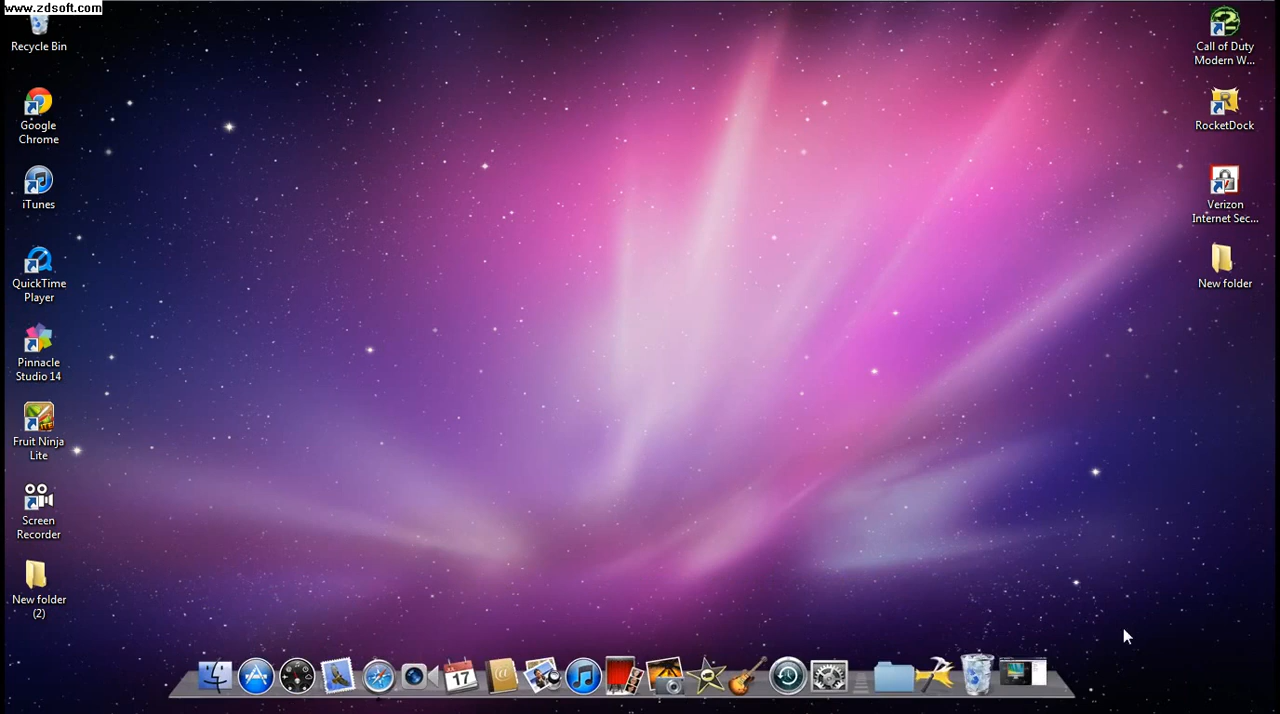 www.zdsoft.com
Recycle Bin
Google
Chrome
iTunes
QuickTime
Player
Pinnacle
Studio 14
Fruit Ninja
Lite
Screen
Recorder
New folder
(2)
Call of Duty
Modern W...
RocketDock
Verizon
Internet Sec...
New folder
17